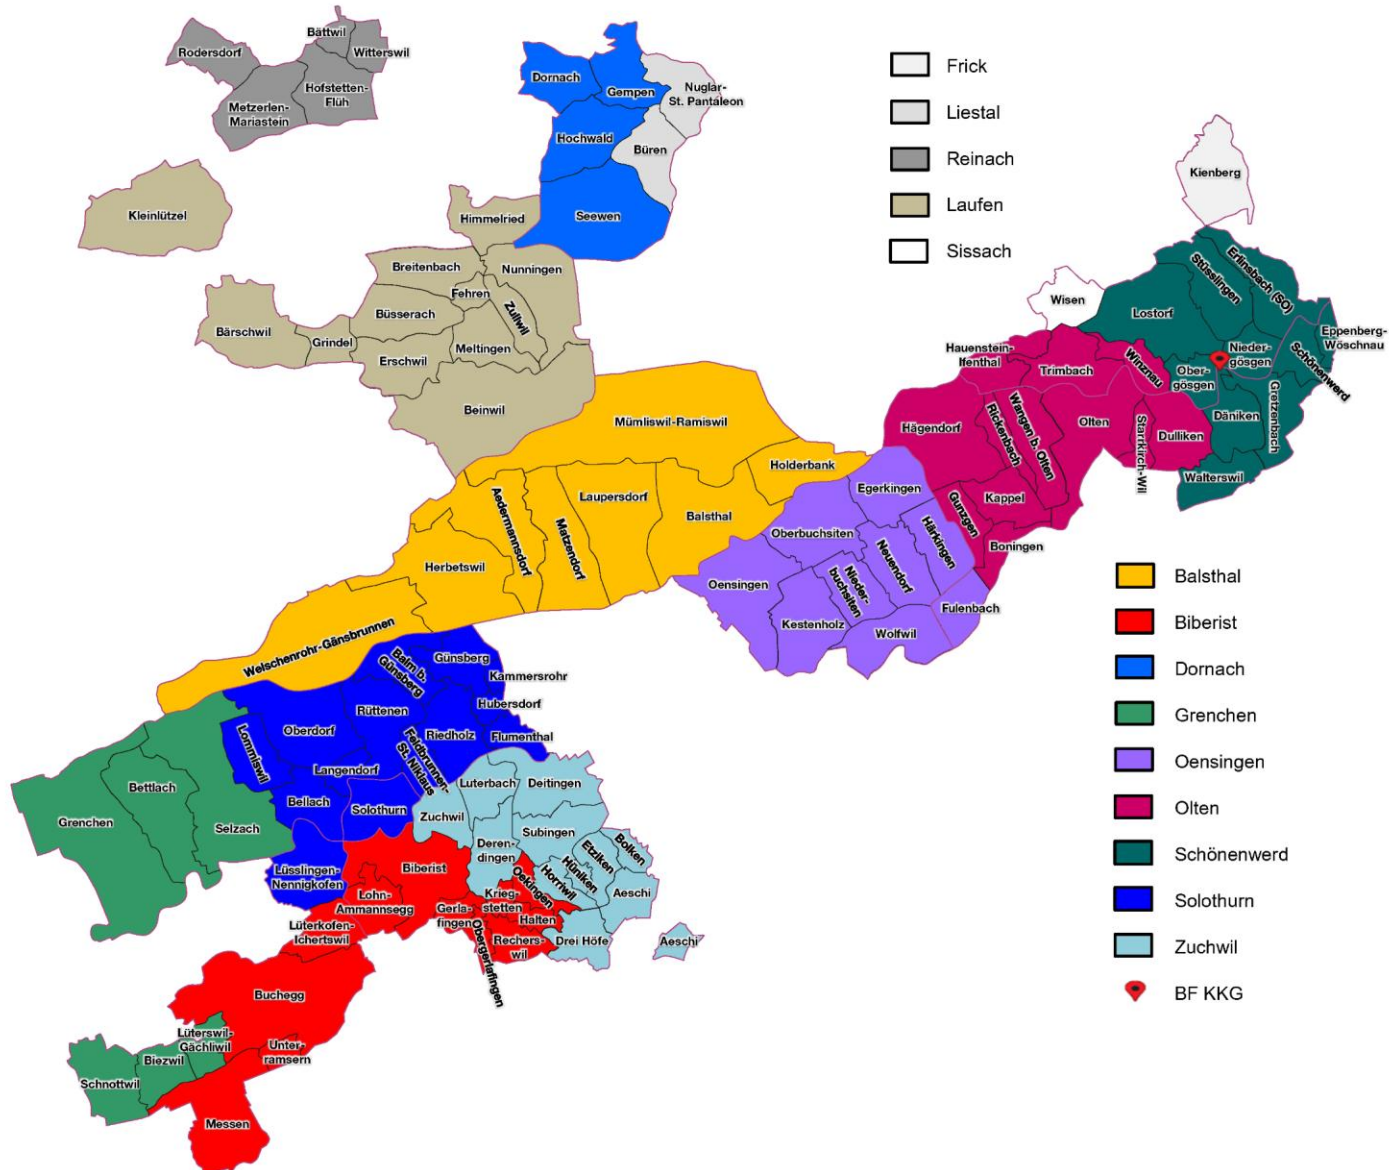 Bättwil
Rodersdorf
Witterswil
Hofstetten-
Flüh
Metzerlen-
Mariastein
Kleinlützel
Dornach
Gempen
Nuglar-
St. Pantaleon
Hochwald
Büren
Seewen
Himmelried
Breitenbach
Nunningen
Fehren
Büsserach
Zullwil
Bärschwil
Grindel
Meltingen
Erschwil
Beinwil
Frick
Liestal
Reinach
Laufen
Sissach
Kienberg
Wisen
Erlinsbach (SO)
Stüsslingen
Lostorf
Eppenberg-
Wöschnau
Nieder-
gösgen
Schönenwerd
Ober-
gösgen
Däniken
Gretzenbach
Walterswil
Hauenstein-
Ifenthal
Trimbach
Winznau
Hägendorf
Rickenbach
Wangen b. Olten
Olten
Starrkirch-Wil
Dulliken
Kappel
Gunzgen
Boningen
Mümliswil-Ramiswil
Holderbank
Laupersdorf
Balsthal
Aedermannsdorf
Matzendorf
Herbetswil
Welschenrohr-Gänsbrunnen
Egerkingen
Oberbuchsiten
Härkingen
Neuendorf
Nieder-
buchsiten
Oensingen
Kestenholz
Wolfwil
Fulenbach
Balm b.
Günsberg
Günsberg
Kammersrohr
Hubersdorf
Rüttenen
Oberdorf
Lommiswil
Riedholz
Flumenthal
Feldbrunnen-
St. Niklaus
Langendorf
Bellach
Solothurn
Lüsslingen-
Nennigkofen
Bettlach
Grenchen
Selzach
Luterbach
Deitingen
Zuchwil
Subingen
Deren-
dingen
Etziken
Bolken
Hüniken
Horriwil
Aeschi
Oekingen
Drei Höfe
Aeschi
Biberist
Lohn-
Ammannsegg
Krieg-
stetten
Gerla-
fingen
Halten
Rechers-
wil
Obergerlafingen
Lüterkofen-
Ichertswil
Buchegg
Lüterswil-
Gächliwil
Unter-
ramsern
Biezwil
Schnottwil
Messen
Balsthal
Biberist
Dornach
Grenchen
Oensingen
Olten
Schönenwerd
Solothurn
Zuchwil
BF KKG